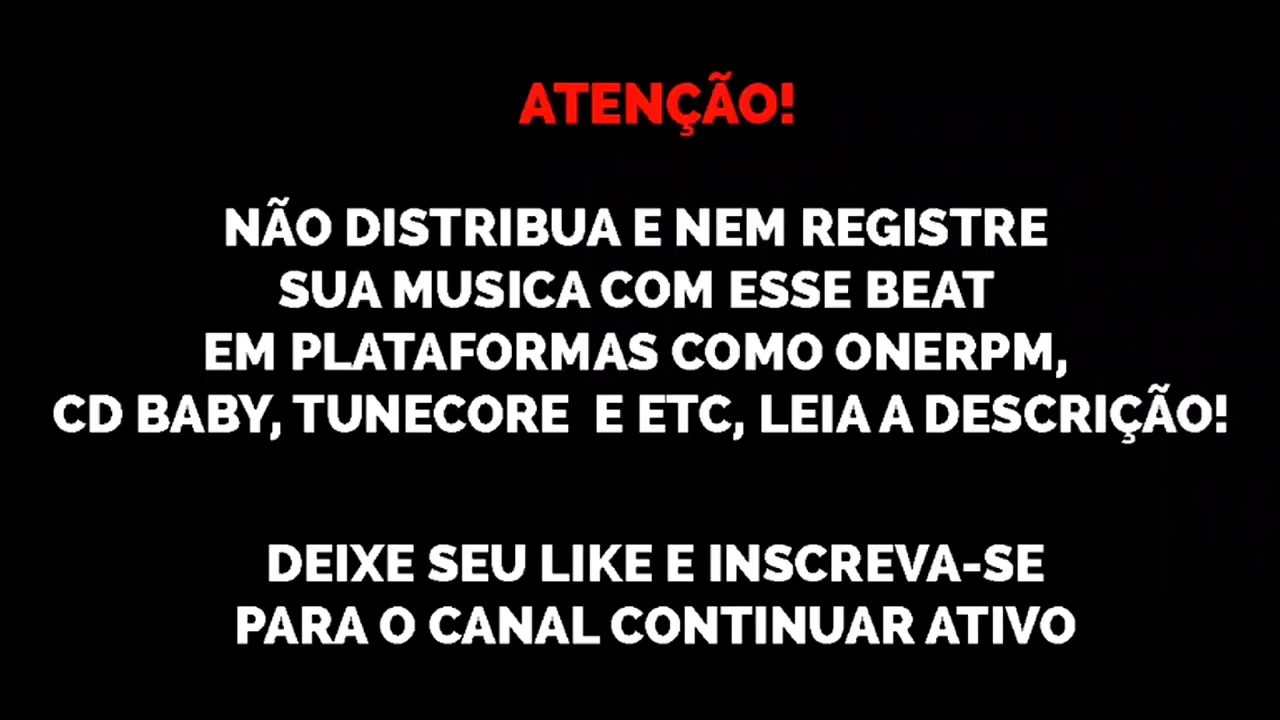 ATENÇÃO!
NÃO DISTRIBUA E NEM REGISTRE
SUA MUSICA COM ESSE BEAT
EM PLATAFORMAS COMO ONERPM,
CD BABY, TUNECORE E ETC, LEIA A DESCRIÇÃO!
DEIXE SEU LIKE E INSCREVA-SE
PARA O CANAL CONTINUAR ATIVO